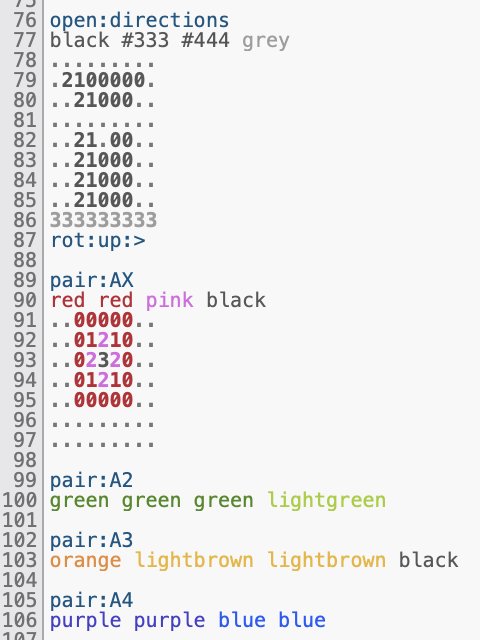 75
76 open:directions
77 black #333 #444 grey
78 .........
79 .2100000.
80 ..21000..
81 .........
82 ..21.00..
83 ..21000..
84 ..21000..
85 ..21000..
86 333333333
87 rot:up:>
88
89 pair:AX
90 red red pink black
91 ..00000..
92 ..01210..
93 ..02320..
94 ..01210..
95 ..00000..
96 .........
97 .........
98
99 pair:A2
100 green green green lightgreen
101
102 pair:A3
103 orange lightbrown lightbrown black
104
105 pair:A4
106 purple purple blue blue
107